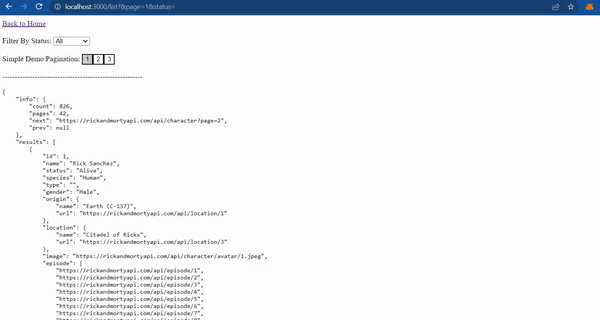 localhost:3000/list?&page=1&status=
Back to Home
Filter By Status: All
Simple Demo Pagination: 1 2 3
--------------------------------------------------------
{
    "info": {
        "count": 826,
        "pages": 42,
        "next": "https://rickandmortyapi.com/api/character?page=2",
        "prev": null
    },
    "results": [
        {
            "id": 1,
            "name": "Rick Sanchez",
            "status": "Alive",
            "species": "Human",
            "type": "",
            "gender": "Male",
            "origin": {
                "name": "Earth (C-137)",
                "url": "https://rickandmortyapi.com/api/location/1"
            },
            "location": {
                "name": "Citadel of Ricks",
                "url": "https://rickandmortyapi.com/api/location/3"
            },
            "image": "https://rickandmortyapi.com/api/character/avatar/1.jpeg",
            "episode": [
                "https://rickandmortyapi.com/api/episode/1",
                "https://rickandmortyapi.com/api/episode/2",
                "https://rickandmortyapi.com/api/episode/3",
                "https://rickandmortyapi.com/api/episode/4",
                "https://rickandmortyapi.com/api/episode/5",
                "https://rickandmortyapi.com/api/episode/6",
                "https://rickandmortyapi.com/api/episode/7",